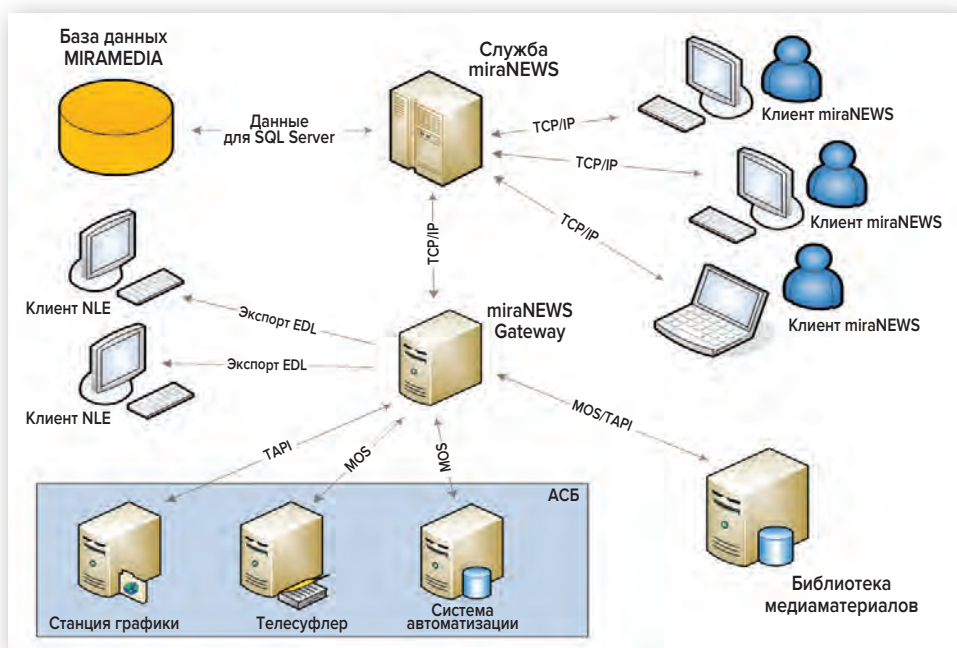 База данных
MIRAMEDIA
Служба
miraNEWS
Данные
для SQL Server
TCP/IP
Клиент miraNEWS
TCP/IP
Клиент miraNEWS
TCP/IP
Клиент miraNEWS
TCP/IP
Клиент NLE
Экспорт EDL
miraNEWS
Gateway
Экспорт EDL
Клиент NLE
TAPI
MOS
MOS
MOS/TAPI
АСБ
Станция графики
Телесуфлер
Система
автоматизации
Библиотека
медиаматериалов